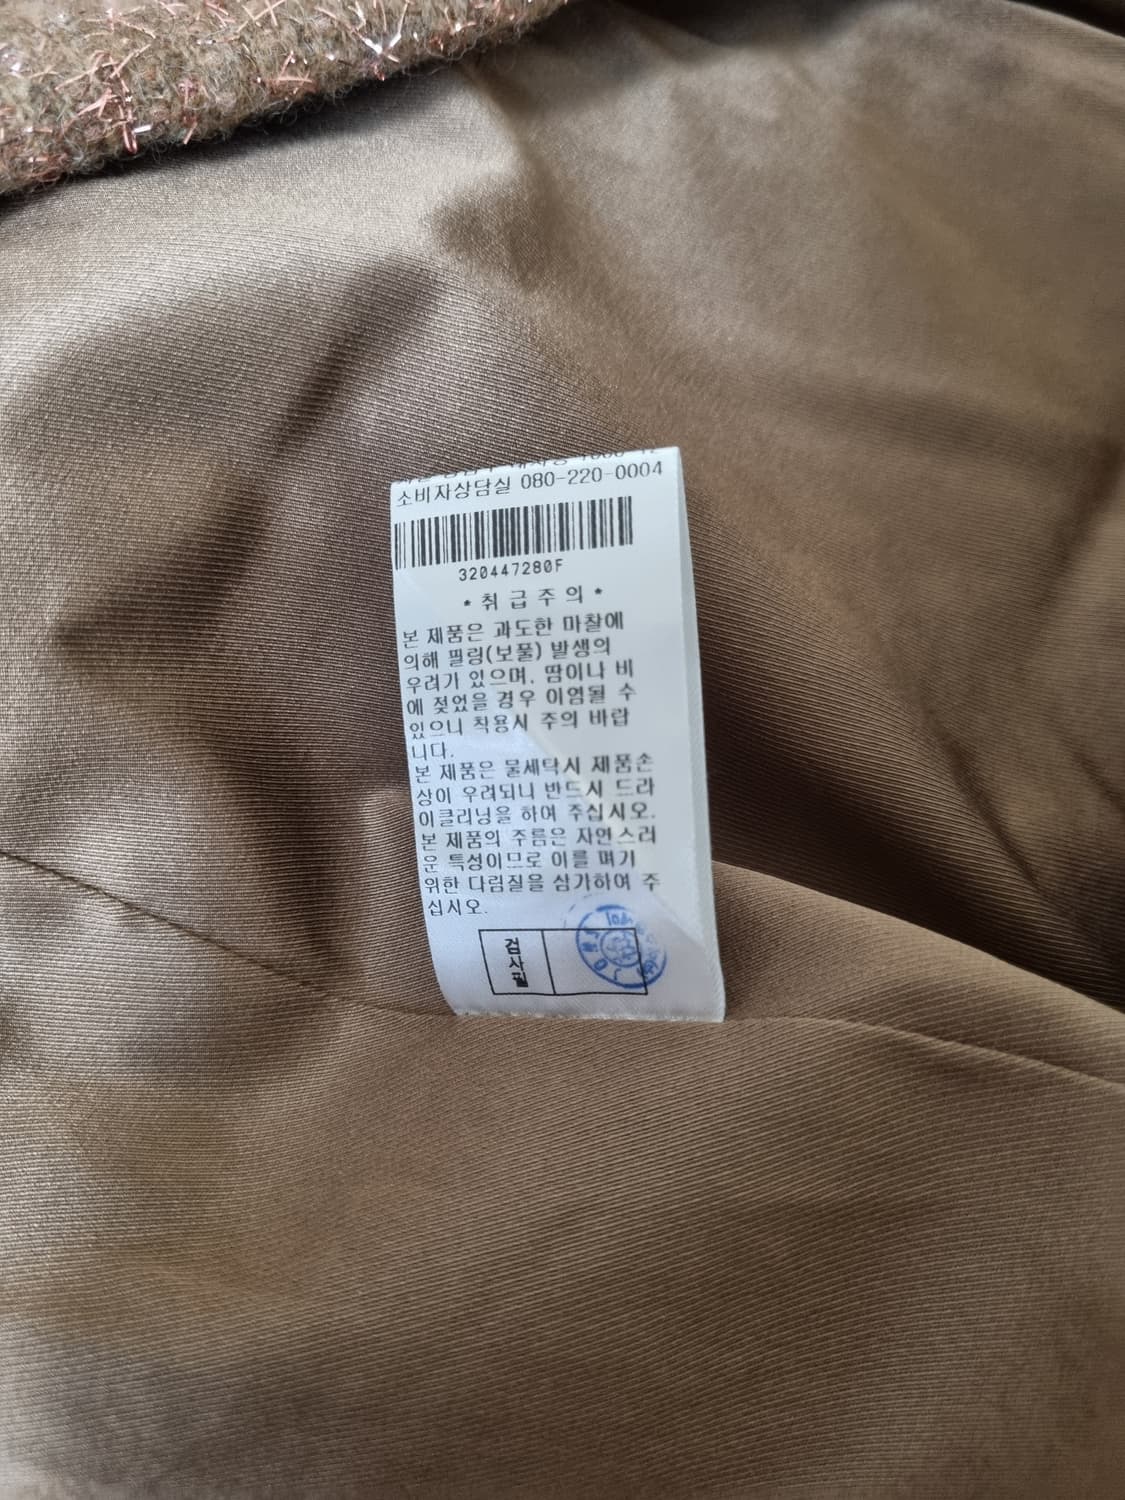 소비자상담실 080-220-0004
320447280F
* 취 급 주 의 *
본 제품은 과도한 마찰에
의해 필링(보풀) 발생의
우려가 있으며, 땀이나 비
에 젖었을 경우 이염될 수
있으니 착용시 주의 바랍
니다.
본 제품은 물세탁시 제품손
상이 우려되니 반드시 드라
이클리닝을 하여 주십시오.
본 제품의 주름은 자연스러
운 특성이므로 이를 펴기
위한 다림질을 삼가하여 주
십시오.
검사필